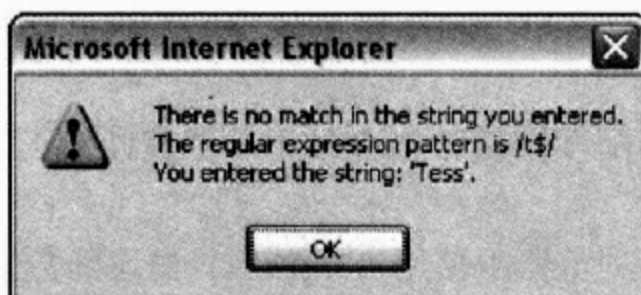 Microsoft Internet Explorer
There is no match in the string you entered.
The regular expression pattern is /t$/
You entered the string: 'Tess'.
OK